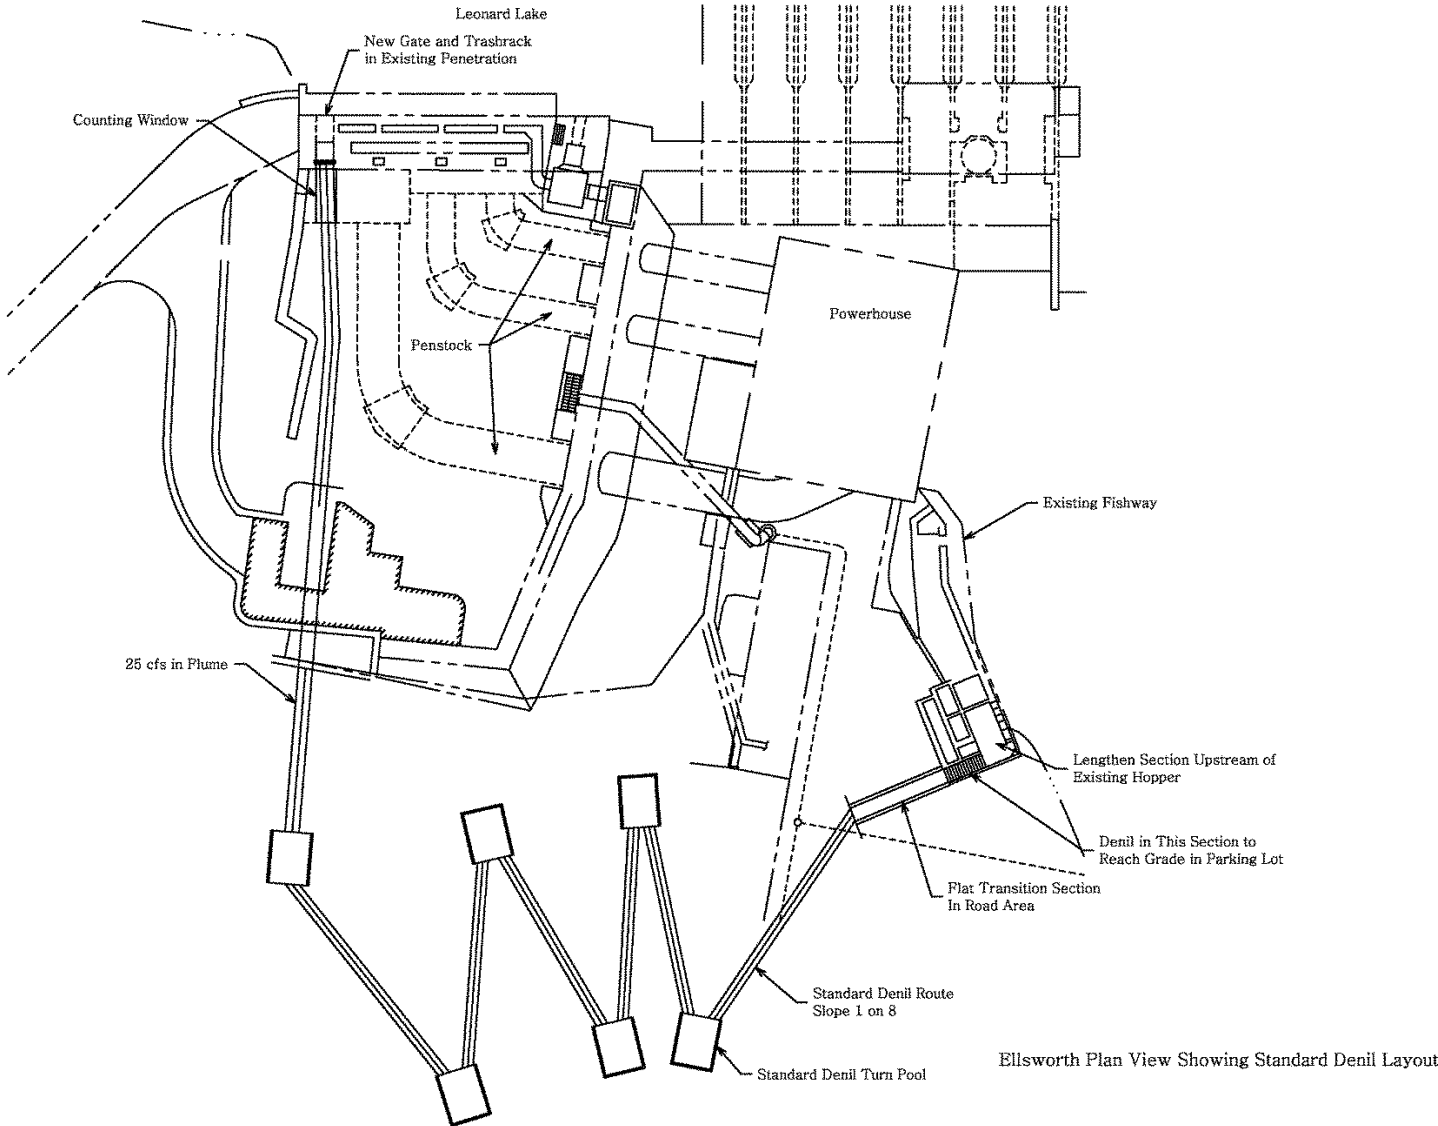 Leonard Lake
New Gate and Trashrack
in Existing Penetration
Counting Window
Powerhouse
Penstock
Existing Fishway
25 cfs in Plume
Lengthen Section Upstream of
Existing Hopper
Denil in This Section to
Reach Grade in Parking Lot
Flat Transition Section
In Road Area
Standard Denil Route
Slope 1 on 8
Standard Denil Turn Pool
Ellsworth Plan View Showing Standard Denil Layout